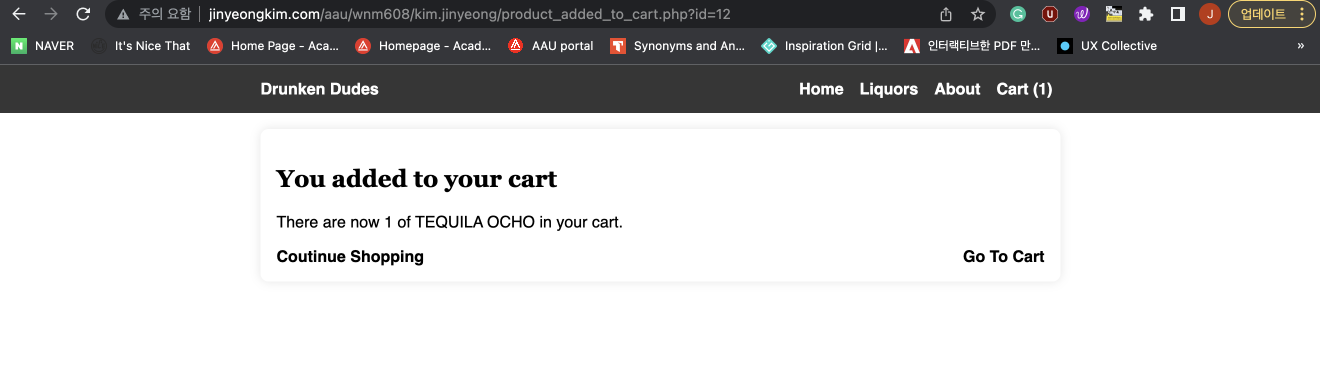 주의 요함 | jinyeongkim.com/aau/wnm608/kim.jinyeong/product_added_to_cart.php?id=12 J 업데이트
NAVER It's Nice That Home Page - Aca... Homepage - Acad... AAU portal Synonyms and An... Inspiration Grid |... 인터랙티브한 PDF 만... UX Collective »
Drunken Dudes Home Liquors About Cart (1)
You added to your cart
There are now 1 of TEQUILA OCHO in your cart.
Coutinue Shopping Go To Cart